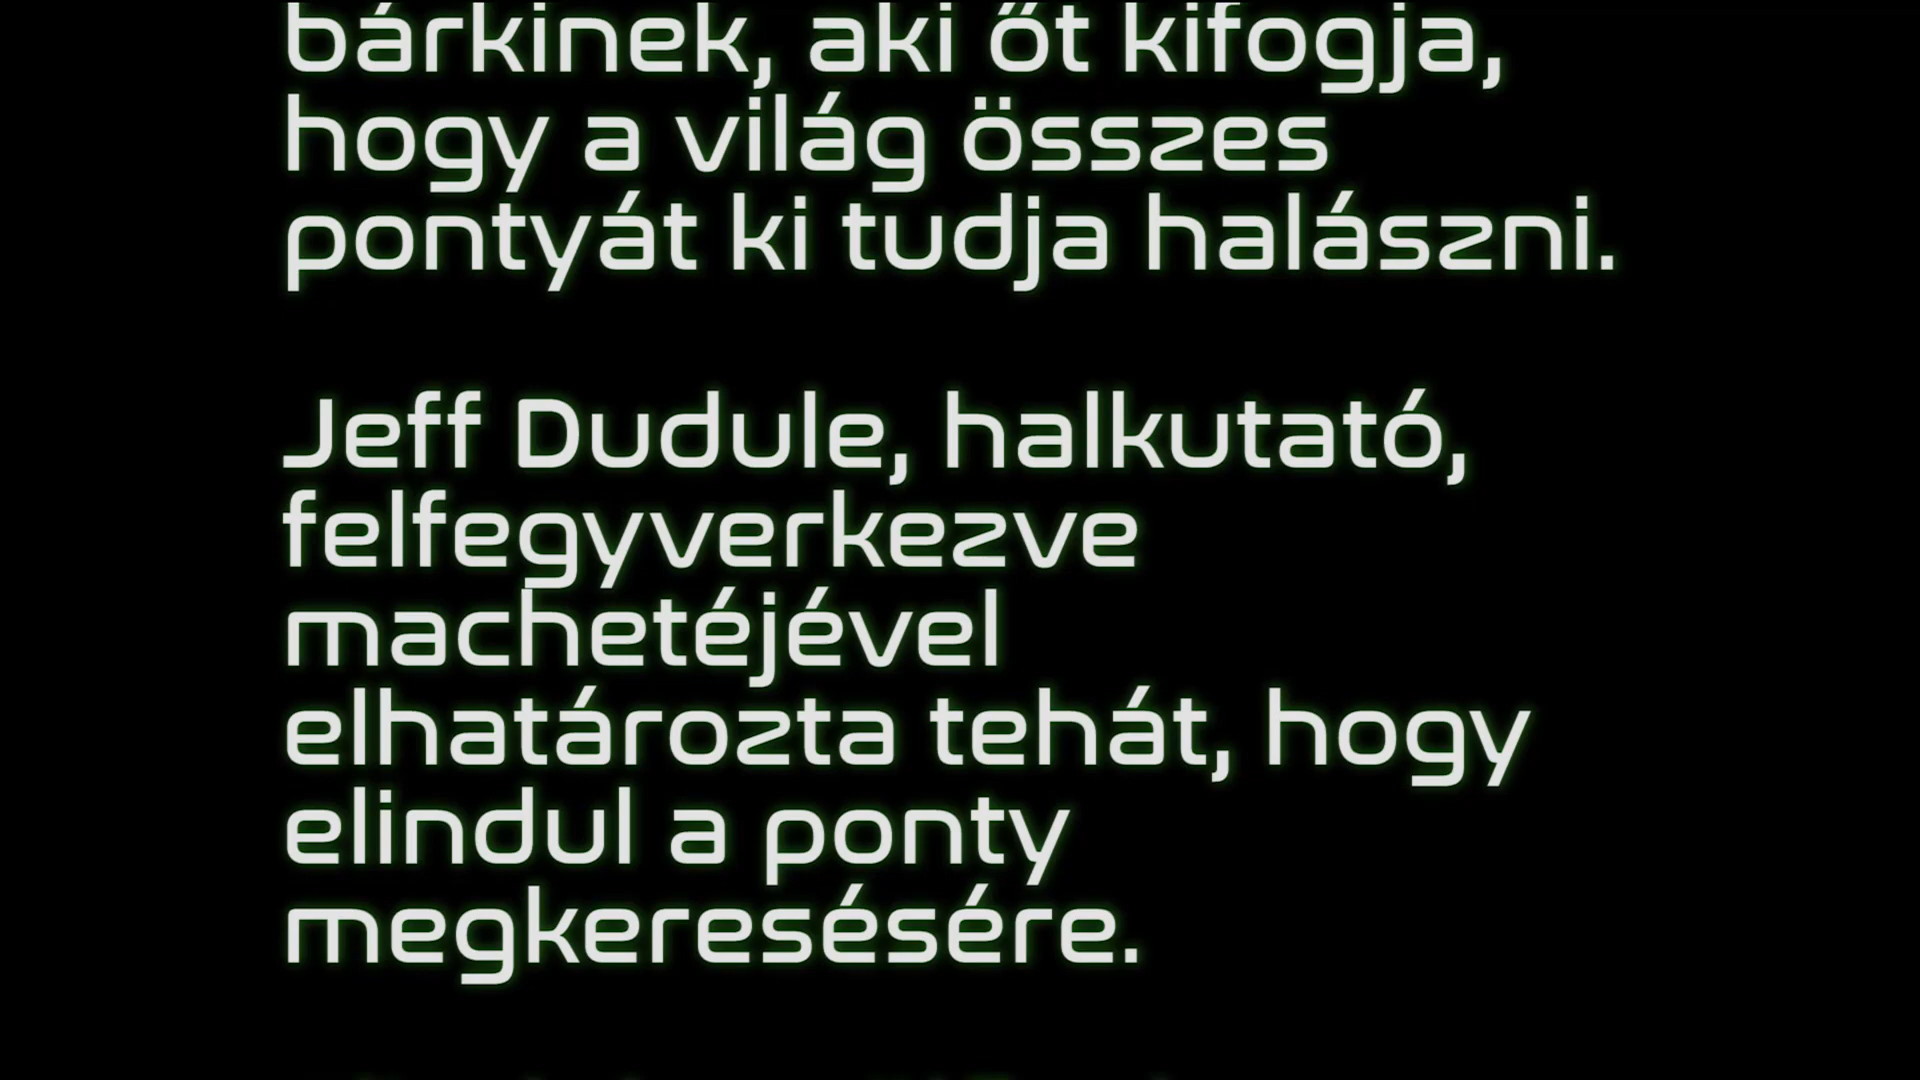 bárkinek, aki őt kifogja,
hogy a világ összes
pontyát ki tudja halászni.
Jeff Dudule, halkutató,
felfegyverkezve
machetéjével
elhatározta tehát, hogy
elindul a ponty
megkeresésére.